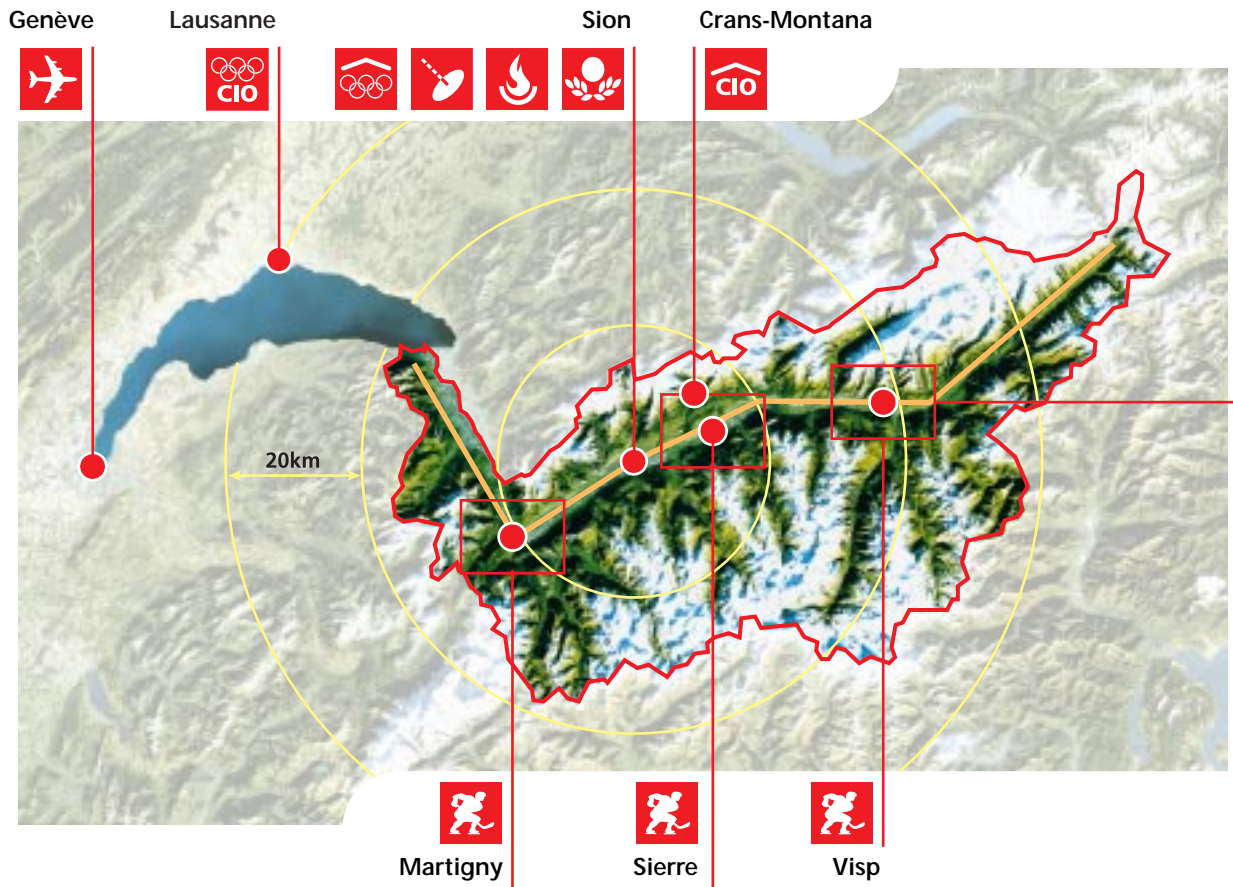 Genève
Lausanne
Sion
Crans-Montana
CIO
CIO
20km
Martigny
Sierre
Visp